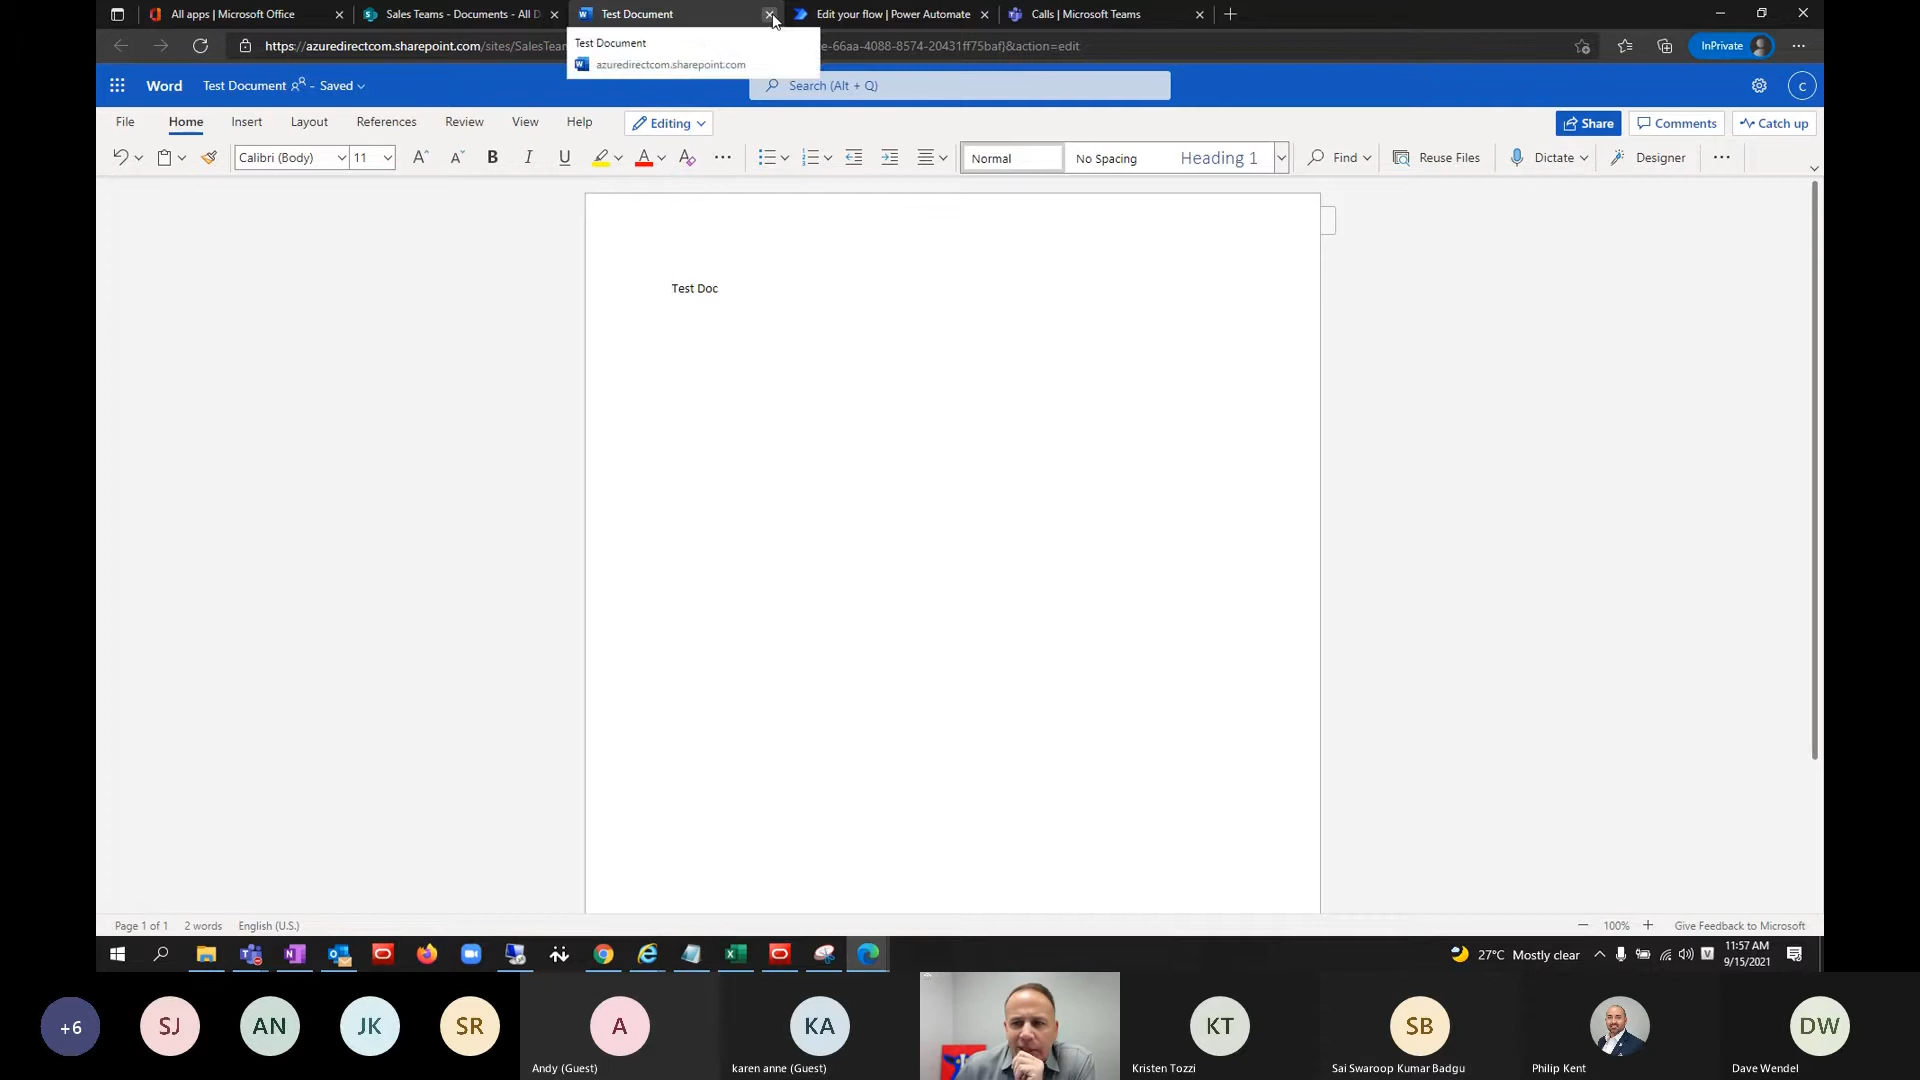 All apps | Microsoft Office
Sales Teams - Documents - All D
Test Document
Edit your flow | Power Automate
Calls | Microsoft Teams
https://azuredirectcom.sharepoint.com/sites/SalesTeam
e-66aa-4088-8574-20431ff75baf}&action=edit
InPrivate
Test Document
azuredirectcom.sharepoint.com
Word
Test Document - Saved
Search (Alt + Q)
C
File Home Insert Layout References Review View Help Editing
Share Comments Catch up
Calibri (Body) 11 A A B I U A A Normal No Spacing Heading 1 Find Reuse Files Dictate Designer
Test Doc
Page 1 of 1 2 words English (U.S.)
100% Give Feedback to Microsoft
27°C Mostly clear
11:57 AM
9/15/2021
+6 SJ AN JK SR A KA KT SB DW
Andy (Guest) karen anne (Guest) Kristen Tozzi Sai Swaroop Kumar Badgu Philip Kent Dave Wendel